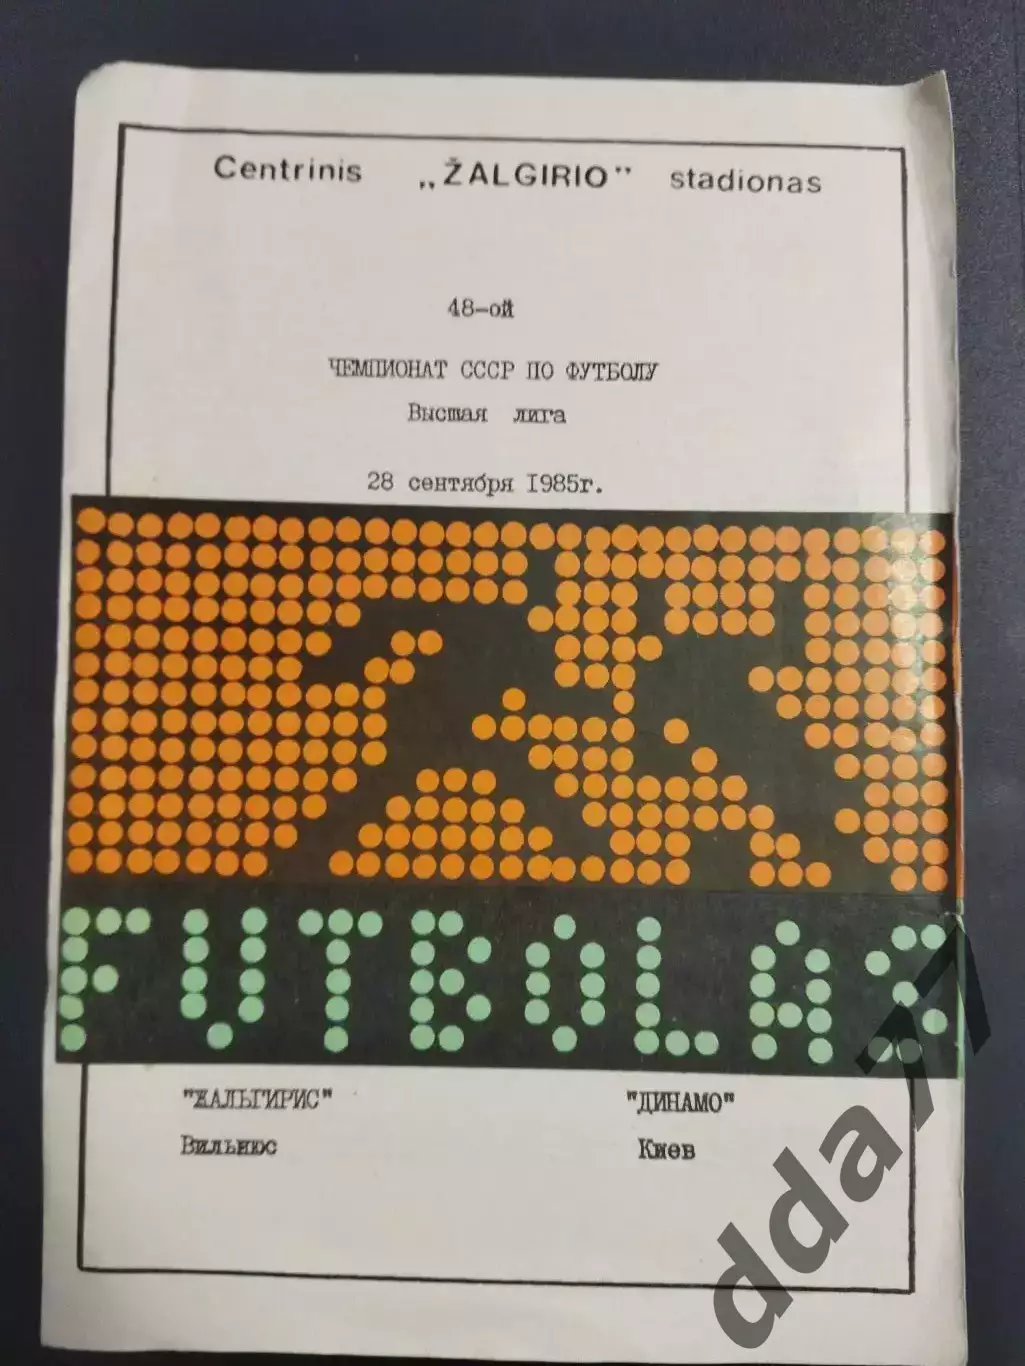 Centrinis „ŽALGIRIO" stadionas
48-ой
ЧЕМПИОНАТ СССР ПО ФУТБОЛУ
Высшая лига
28 сентября 1985г.
FUTBOLAS
"ЖАЛЬГИРИС" "ДИНАМО"
Вильнюс Киев
dda77